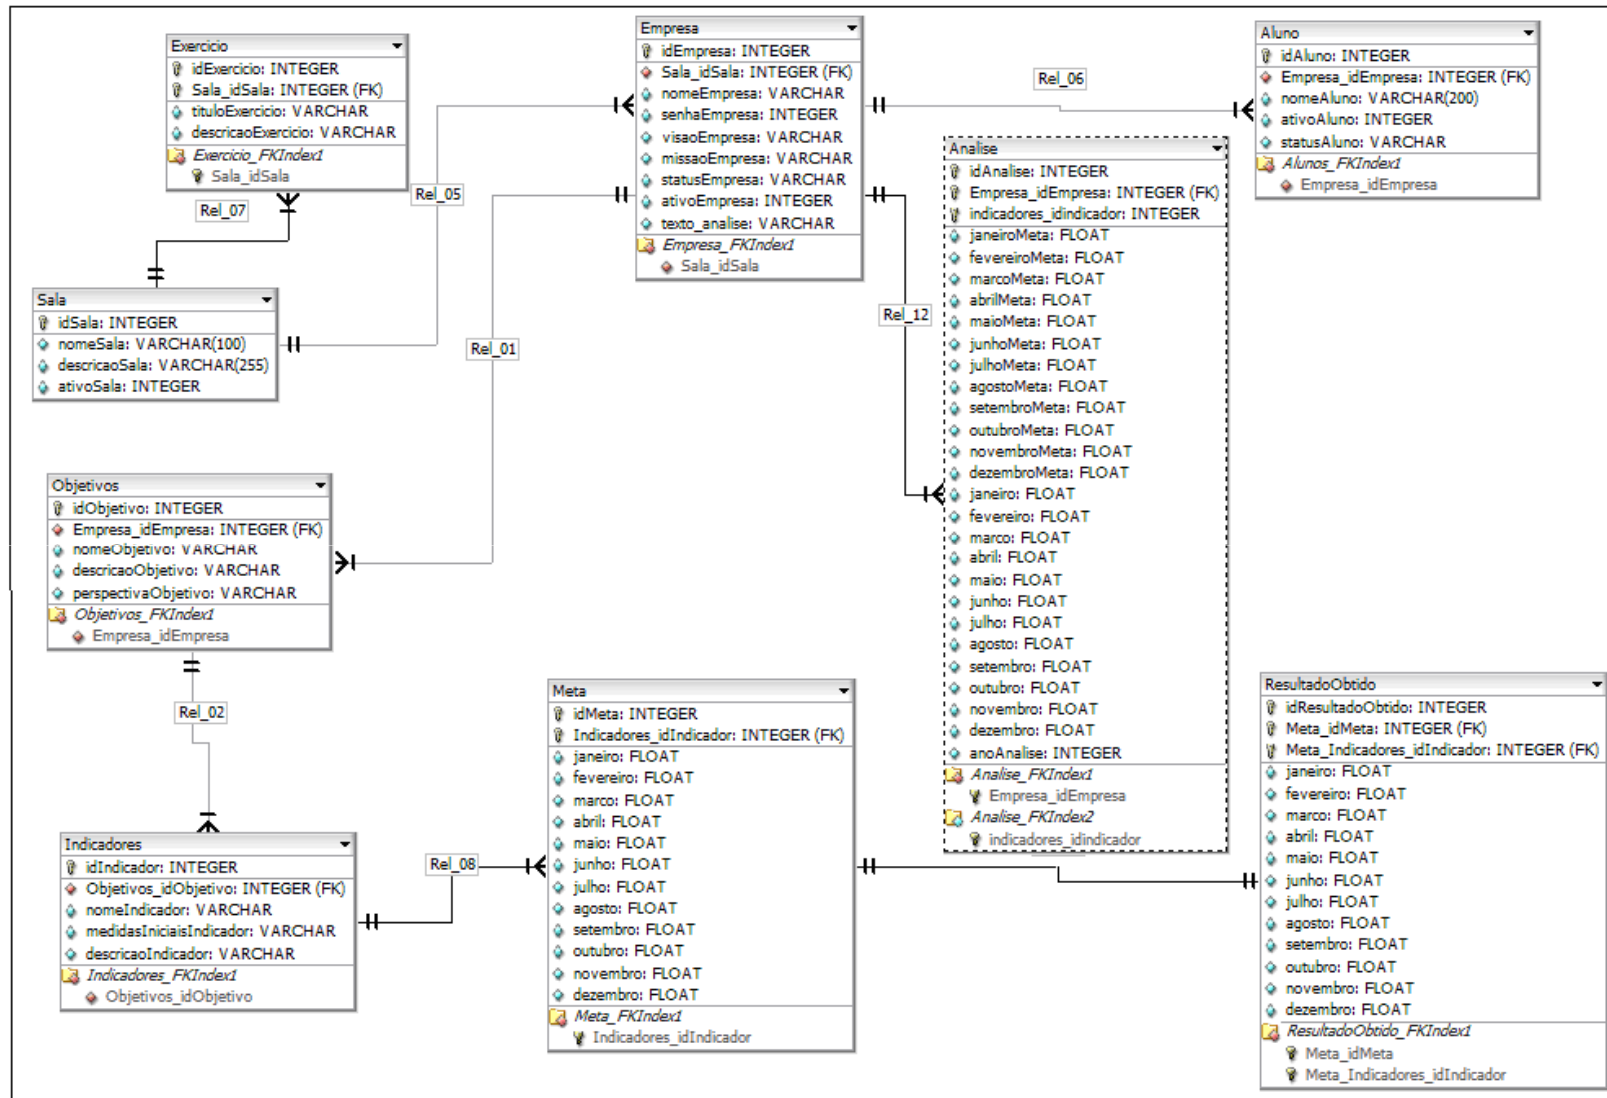 Exercicio
idExercicio: INTEGER
Sala_idSala: INTEGER (FK)
tituloExercicio: VARCHAR
descricaoExercicio: VARCHAR
Exercicio_FKIndex1
Sala_idSala
Empresa
idEmpresa: INTEGER
Sala_idSala: INTEGER (FK)
nomeEmpresa: VARCHAR
senhaEmpresa: INTEGER
visaoEmpresa: VARCHAR
missaoEmpresa: VARCHAR
statusEmpresa: VARCHAR
ativoEmpresa: INTEGER
texto_analise: VARCHAR
Empresa_FKIndex1
Sala_idSala
Aluno
idAluno: INTEGER
Empresa_idEmpresa: INTEGER (FK)
nomeAluno: VARCHAR(200)
ativoAluno: INTEGER
statusAluno: VARCHAR
Alunos_FKIndex1
Empresa_idEmpresa
Rel_06
Rel_05
Rel_07
Rel_01
Rel_12
Analise
idAnalise: INTEGER
Empresa_idEmpresa: INTEGER (FK)
indicadores_idindicador: INTEGER
janeiroMeta: FLOAT
fevereiroMeta: FLOAT
marcoMeta: FLOAT
abrilMeta: FLOAT
maioMeta: FLOAT
junhoMeta: FLOAT
julhoMeta: FLOAT
agostoMeta: FLOAT
setembroMeta: FLOAT
outubroMeta: FLOAT
novembroMeta: FLOAT
dezembroMeta: FLOAT
janeiro: FLOAT
fevereiro: FLOAT
marco: FLOAT
abril: FLOAT
maio: FLOAT
junho: FLOAT
julho: FLOAT
agosto: FLOAT
setembro: FLOAT
outubro: FLOAT
novembro: FLOAT
dezembro: FLOAT
anoAnalise: INTEGER
Analise_FKIndex1
Empresa_idEmpresa
Analise_FKIndex2
indicadores_idindicador
Sala
idSala: INTEGER
nomeSala: VARCHAR(100)
descricaoSala: VARCHAR(255)
ativoSala: INTEGER
Objetivos
idObjetivo: INTEGER
Empresa_idEmpresa: INTEGER (FK)
nomeObjetivo: VARCHAR
descricaoObjetivo: VARCHAR
perspectivaObjetivo: VARCHAR
Objetivos_FKIndex1
Empresa_idEmpresa
Rel_02
Indicadores
idIndicador: INTEGER
Objetivos_idObjetivo: INTEGER (FK)
nomeIndicador: VARCHAR
medidasIniciaisIndicador: VARCHAR
descricaoIndicador: VARCHAR
Indicadores_FKIndex1
Objetivos_idObjetivo
Rel_08
Meta
idMeta: INTEGER
Indicadores_idIndicador: INTEGER (FK)
janeiro: FLOAT
fevereiro: FLOAT
marco: FLOAT
abril: FLOAT
maio: FLOAT
junho: FLOAT
julho: FLOAT
agosto: FLOAT
setembro: FLOAT
outubro: FLOAT
novembro: FLOAT
dezembro: FLOAT
Meta_FKIndex1
Indicadores_idIndicador
ResultadoObtido
idResultadoObtido: INTEGER
Meta_idMeta: INTEGER (FK)
Meta_Indicadores_idIndicador: INTEGER (FK)
janeiro: FLOAT
fevereiro: FLOAT
marco: FLOAT
abril: FLOAT
maio: FLOAT
junho: FLOAT
julho: FLOAT
agosto: FLOAT
setembro: FLOAT
outubro: FLOAT
novembro: FLOAT
dezembro: FLOAT
ResultadoObtido_FKIndex1
Meta_idMeta
Meta_Indicadores_idIndicador